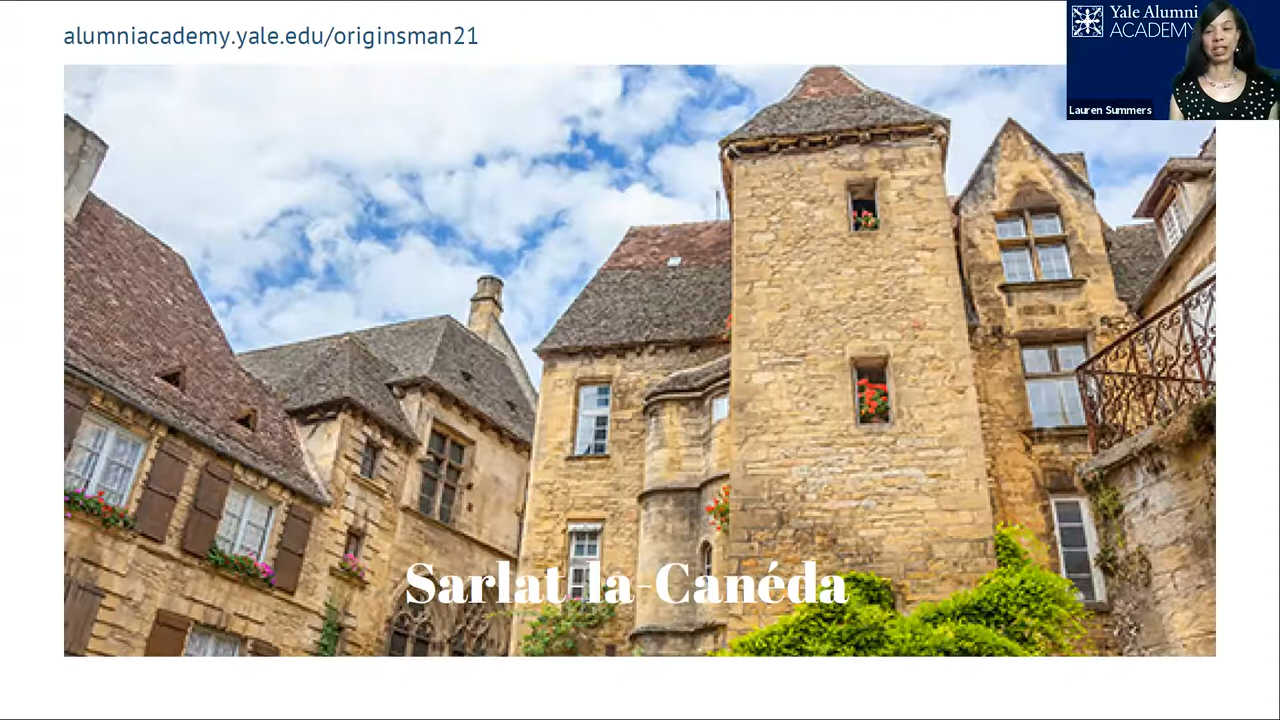 alumniacademy.yale.edu/originsman21
Yale Alumni
ACADEMY
Lauren Summers
Sarlat-la-Canéda